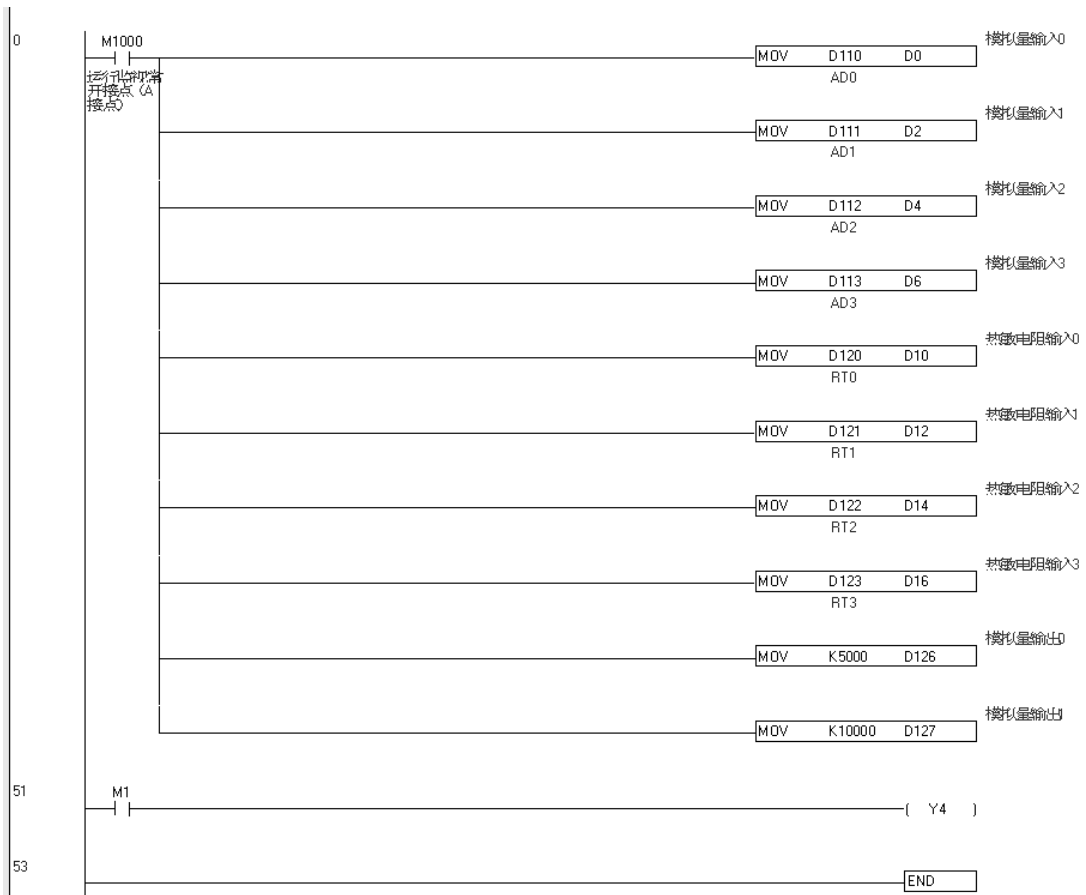 0
M1000
运行监视常
开接点（A
接点）
MOV D110 D0
AD0
模拟量输入0
MOV D111 D2
AD1
模拟量输入1
MOV D112 D4
AD2
模拟量输入2
MOV D113 D6
AD3
模拟量输入3
MOV D120 D10
RT0
热敏电阻输入0
MOV D121 D12
RT1
热敏电阻输入1
MOV D122 D14
RT2
热敏电阻输入2
MOV D123 D16
RT3
热敏电阻输入3
MOV K5000 D126
模拟量输出0
MOV K10000 D127
模拟量输出1
51
M1
( Y4 )
53
END